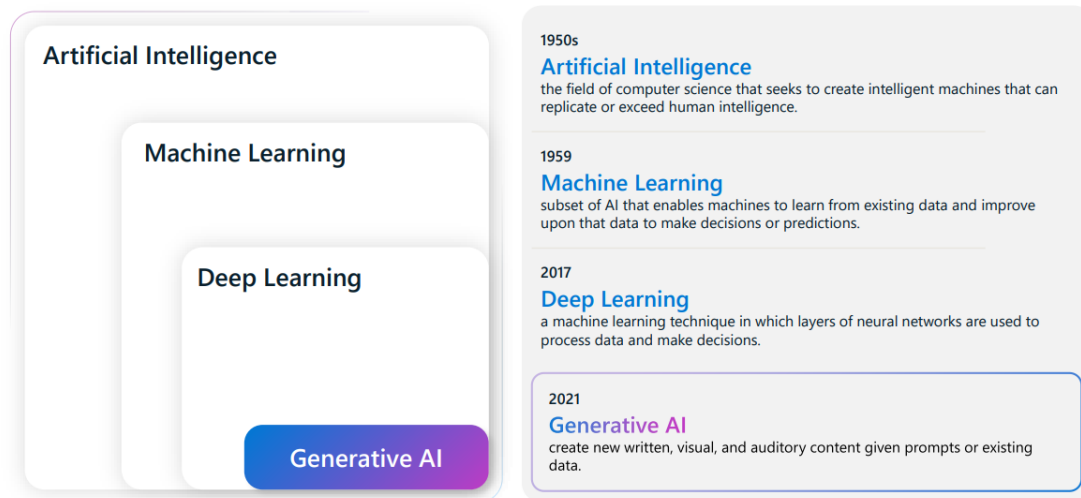 Artificial Intelligence
Machine Learning
Deep Learning
Generative AI
1950s
Artificial Intelligence
the field of computer science that seeks to create intelligent machines that can
replicate or exceed human intelligence.
1959
Machine Learning
subset of AI that enables machines to learn from existing data and improve
upon that data to make decisions or predictions.
2017
Deep Learning
a machine learning technique in which layers of neural networks are used to
process data and make decisions.
2021
Generative AI
create new written, visual, and auditory content given prompts or existing
data.